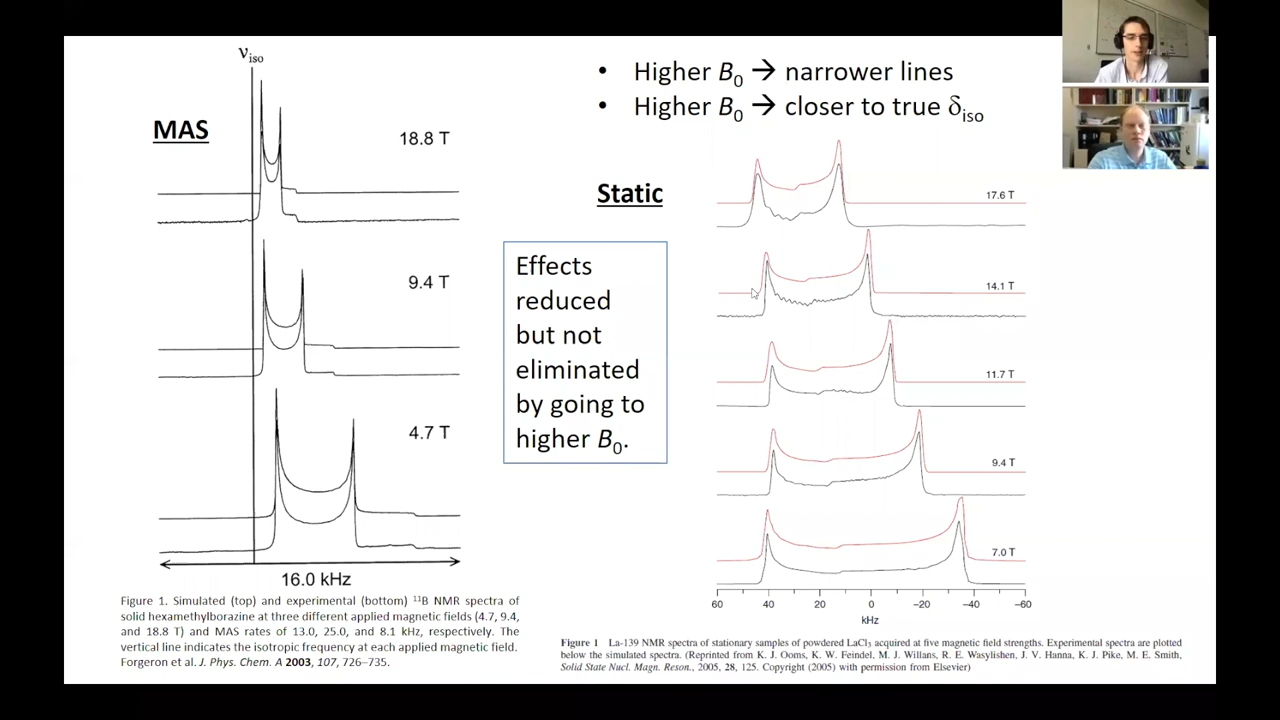 ν iso
MAS
18.8 T
9.4 T
4.7 T
16.0 kHz
Figure 1. Simulated (top) and experimental (bottom) ¹¹B NMR spectra of
solid hexamethylborazine at three different applied magnetic fields (4.7, 9.4,
and 18.8 T) and MAS rates of 13.0, 25.0, and 8.1 kHz, respectively. The
vertical line indicates the isotropic frequency at each applied magnetic field.
Forgeron et al. J. Phys. Chem. A 2003, 107, 726–735.
• Higher B₀ → narrower lines
• Higher B₀ → closer to true δiso
Static
Effects
reduced
but not
eliminated
by going to
higher B₀.
17.6 T
14.1 T
11.7 T
9.4 T
7.0 T
60 40 20 0 −20 −40 −60
kHz
Figure 1 La-139 NMR spectra of stationary samples of powdered LaCl₃ acquired at five magnetic field strengths. Experimental spectra are plotted
below the simulated spectra. (Reprinted from K. J. Ooms, K. W. Feindel, M. J. Willans, R. E. Wasylishen, J. V. Hanna, K. J. Pike, M. E. Smith,
Solid State Nucl. Magn. Reson., 2005, 28, 125. Copyright (2005) with permission from Elsevier)